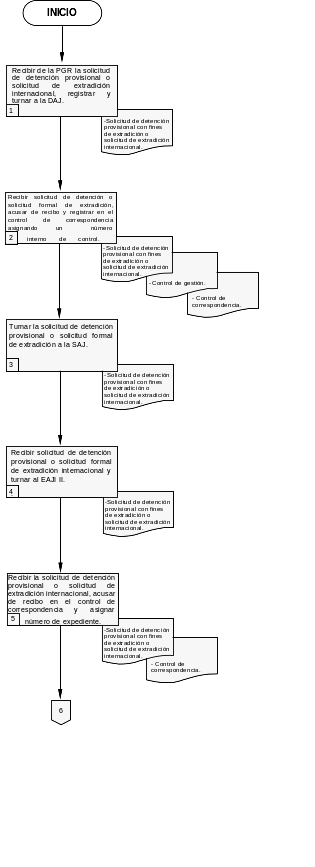 INICIO
Recibir de la PGR la solicitud
de detención provisional o
solicitud de extradición
internacional, registrar y
turnar a la DAJ.
1
-Solicitud de detención
provisional con fines
de extradición o
solicitud de extradición
internacional.
Recibir solicitud de detención o
solicitud formal de extradición,
acusar de recibo y registrar en el
control de correspondencia
asignando un número
interno de control.
2
-Solicitud de detención
provisional con fines
de extradición o
solicitud de extradición
internacional.
- Control de gestión.
- Control de
correspondencia.
Turnar la solicitud de detención
provisional o solicitud formal
de extradición a la SAJ.
3
-Solicitud de detención
provisional con fines
de extradición o
solicitud de extradición
internacional.
Recibir solicitud de detención
provisional o solicitud formal
de extradición internacional y
turnar al EAJI II.
4
-Solicitud de detención
provisional con fines
de extradición o
solicitud de extradición
internacional.
Recibir la solicitud de detención
provisional o solicitud de
extradición internacional, acusar
de recibo en el control de
correspondencia y asignar
número de expediente.
5
-Solicitud de detención
provisional con fines
de extradición o
solicitud de extradición
internacional.
- Control de
correspondencia.
6